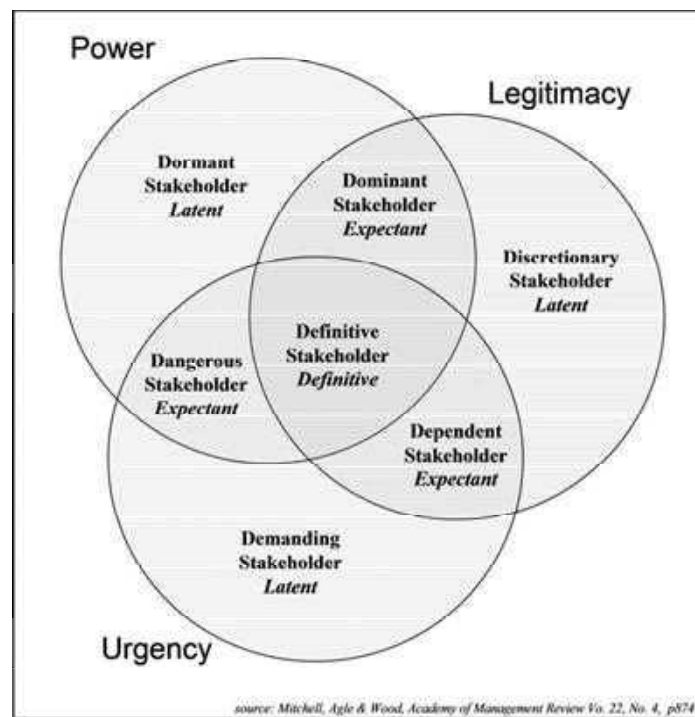 Power
Legitimacy
Dormant
Stakeholder
Latent
Dominant
Stakeholder
Expectant
Discretionary
Stakeholder
Latent
Definitive
Stakeholder
Definitive
Dangerous
Stakeholder
Expectant
Dependent
Stakeholder
Expectant
Demanding
Stakeholder
Latent
Urgency
source: Mitchell, Agle & Wood, Academy of Management Review Vo. 22, No. 4, p874